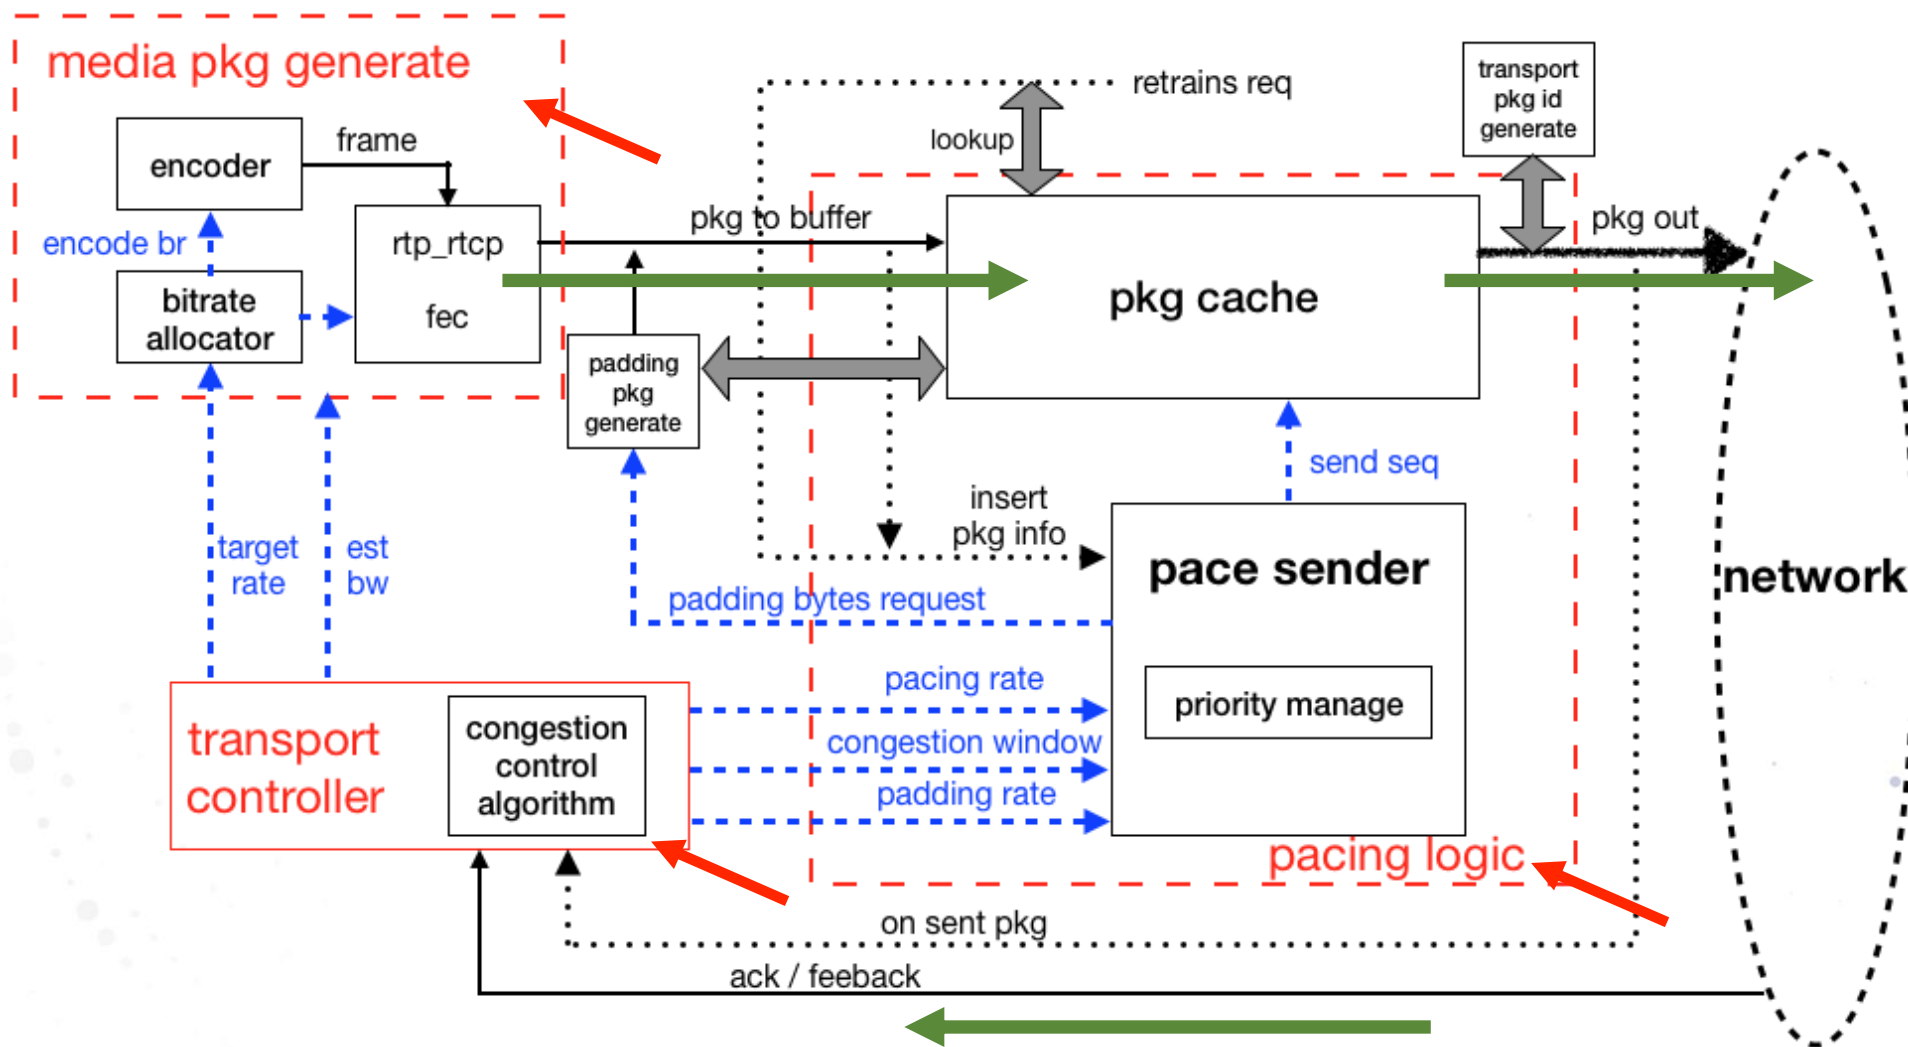 media pkg generate
encoder
frame
encode br
bitrate
allocator
rtp_rtcp
fec
pkg to buffer
padding
pkg
generate
retrains req
lookup
transport
pkg id
generate
pkg out
pkg cache
send seq
insert
pkg info
pace sender
priority manage
network
target
rate
est
bw
padding bytes request
pacing rate
congestion window
padding rate
transport
controller
congestion
control
algorithm
pacing logic
on sent pkg
ack / feeback